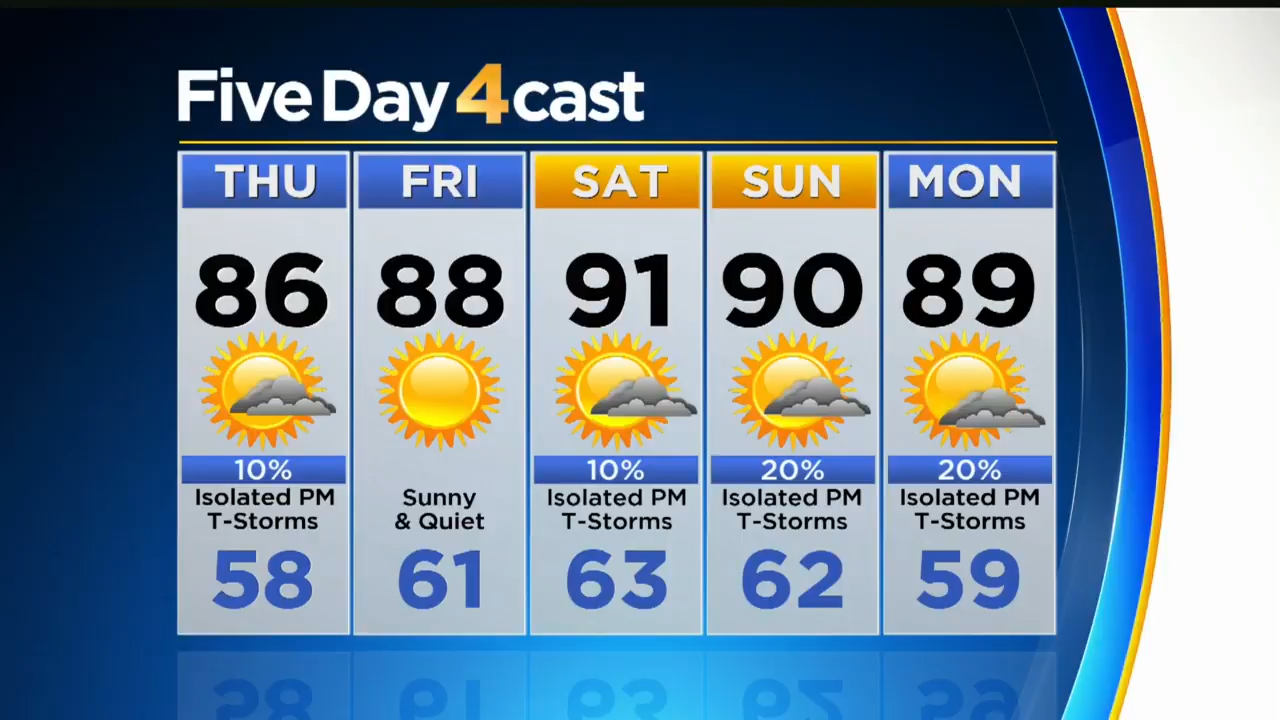 Five Day 4cast
THU FRI SAT SUN MON
86 88 91 90 89
10% 10% 20% 20%
Isolated PM Sunny Isolated PM Isolated PM Isolated PM
T-Storms & Quiet T-Storms T-Storms T-Storms
58 61 63 62 59